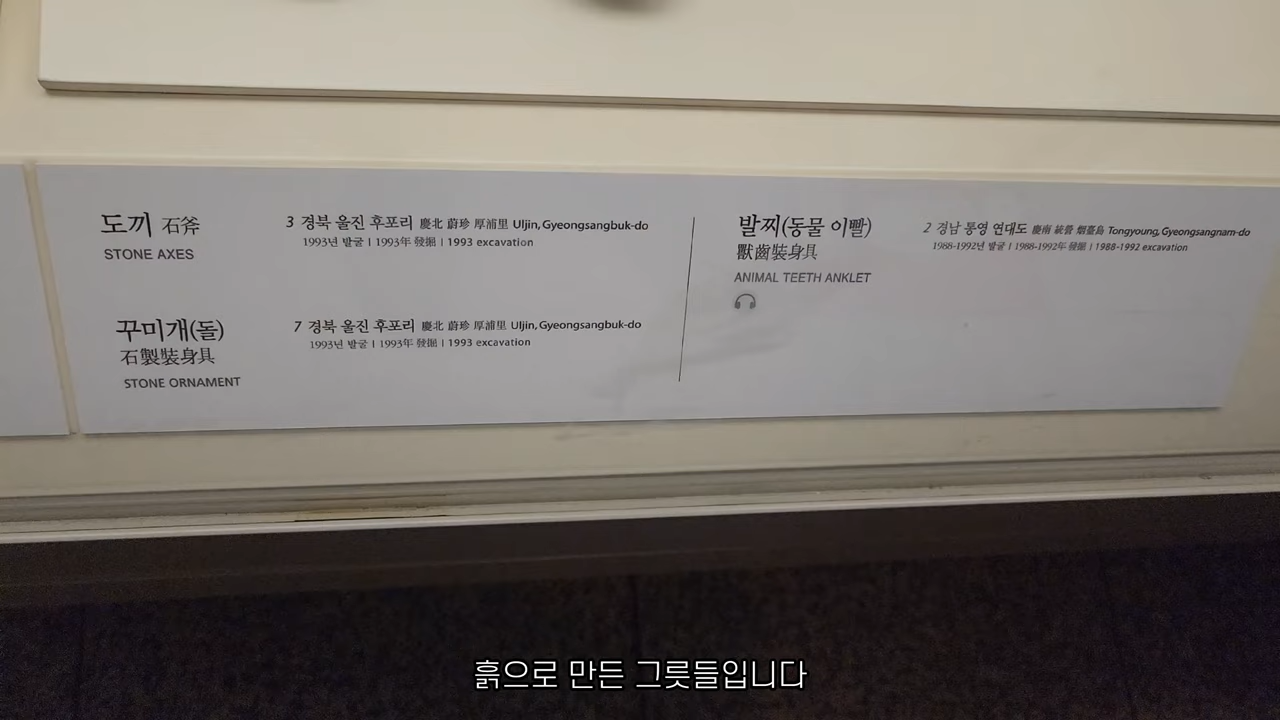 도끼 石斧
STONE AXES
3 경북 울진 후포리 慶北 蔚珍 厚浦里 Uljin, Gyeongsangbuk-do
1993년 발굴 | 1993年 發掘 | 1993 excavation
꾸미개(돌)
石製裝身具
STONE ORNAMENT
7 경북 울진 후포리 慶北 蔚珍 厚浦里 Uljin, Gyeongsangbuk-do
1993년 발굴 | 1993年 發掘 | 1993 excavation
발찌(동물 이빨)
獸齒裝身具
ANIMAL TEETH ANKLET
2 경남 통영 연대도 慶南 統營 烟臺島 Tongyoung, Gyeongsangnam-do
1988-1992년 발굴 | 1988-1992年 發掘 | 1988-1992 excavation
흙으로 만든 그릇들입니다